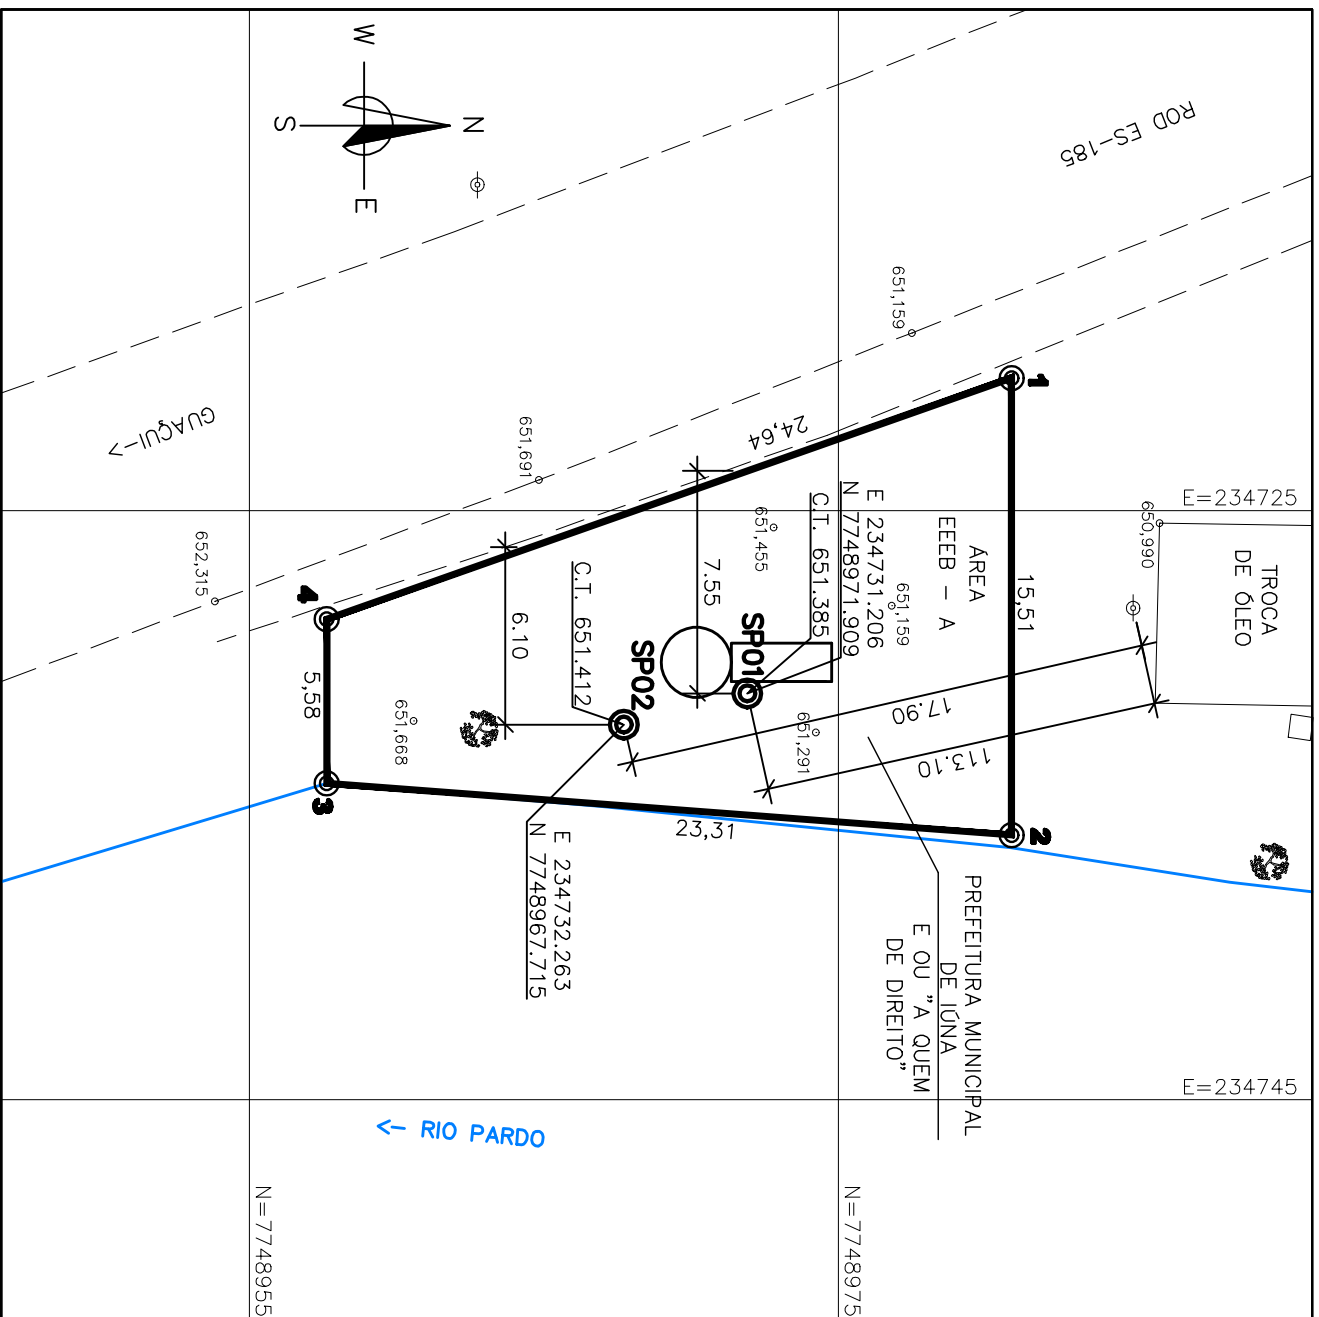 W
N
S
E
ROD ES-185
GUAÇUI->
651,159
651,691
652,315
1
24,64
E=234725
650,990
TROCA
DE ÓLEO
15,51
ÁREA
EEEB - A
651,159
E 234731.206
N 7748971.909
C.T. 651.385
651,455
7.55
SP01
C.T. 651.412
SP02
6.10
4
5,58
3
651,668
651,291
17.90
113.10
23,31
2
E 234732.263
N 7748967.715
PREFEITURA MUNICIPAL
DE IÚNA
E OU "A QUEM
DE DIREITO"
E=234745
<- RIO PARDO
N=7748955
N=7748975